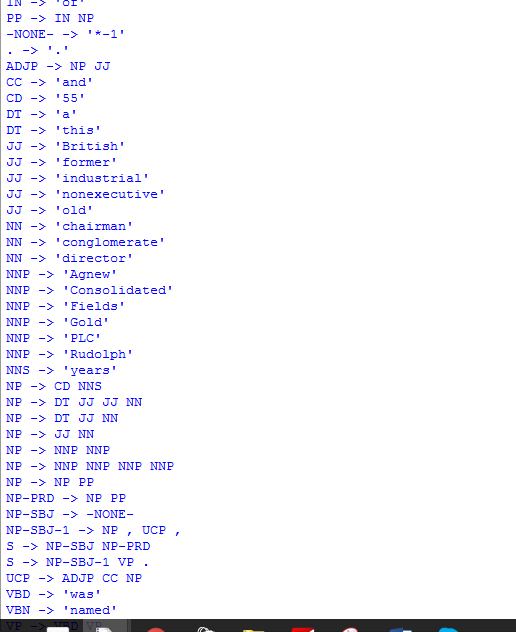 IN -> 'of'
PP -> IN NP
-NONE- -> '*-1'
. -> '.'
ADJP -> NP JJ
CC -> 'and'
CD -> '55'
DT -> 'a'
DT -> 'this'
JJ -> 'British'
JJ -> 'former'
JJ -> 'industrial'
JJ -> 'nonexecutive'
JJ -> 'old'
NN -> 'chairman'
NN -> 'conglomerate'
NN -> 'director'
NNP -> 'Agnew'
NNP -> 'Consolidated'
NNP -> 'Fields'
NNP -> 'Gold'
NNP -> 'PLC'
NNP -> 'Rudolph'
NNS -> 'years'
NP -> CD NNS
NP -> DT JJ JJ NN
NP -> DT JJ NN
NP -> JJ NN
NP -> NNP NNP
NP -> NNP NNP NNP NNP
NP -> NP PP
NP-PRD -> NP PP
NP-SBJ -> -NONE-
NP-SBJ-1 -> NP , UCP ,
S -> NP-SBJ NP-PRD
S -> NP-SBJ-1 VP .
UCP -> ADJP CC NP
VBD -> 'was'
VBN -> 'named'
VP -> VBD VP